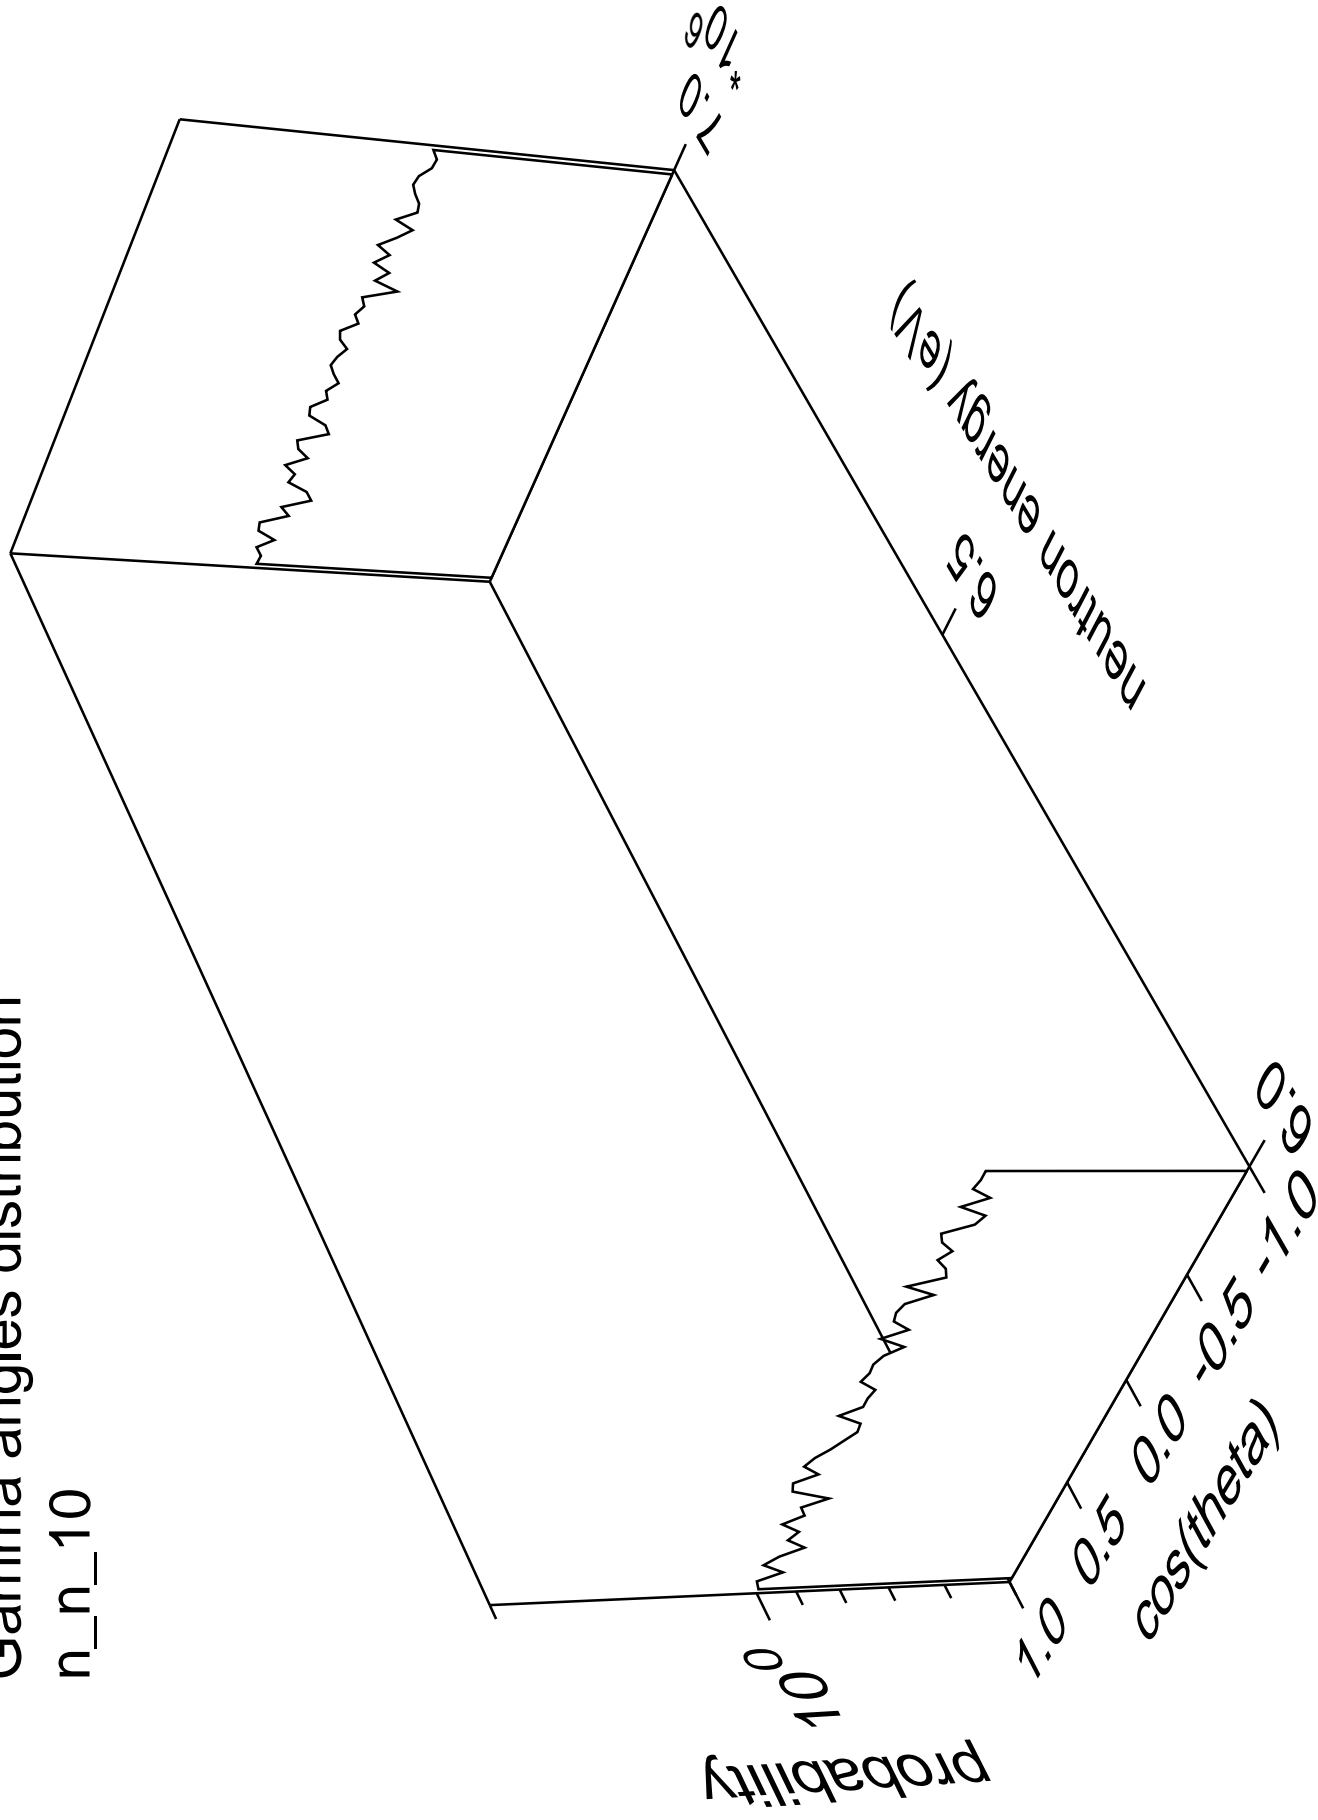 Gamma angles distribution
n_n_10
probability
10 0
1.0 0.5 0.0 -0.5 -1.0
cos(theta)
6.0 6.5 7.0
*10 6
neutron energy (eV)